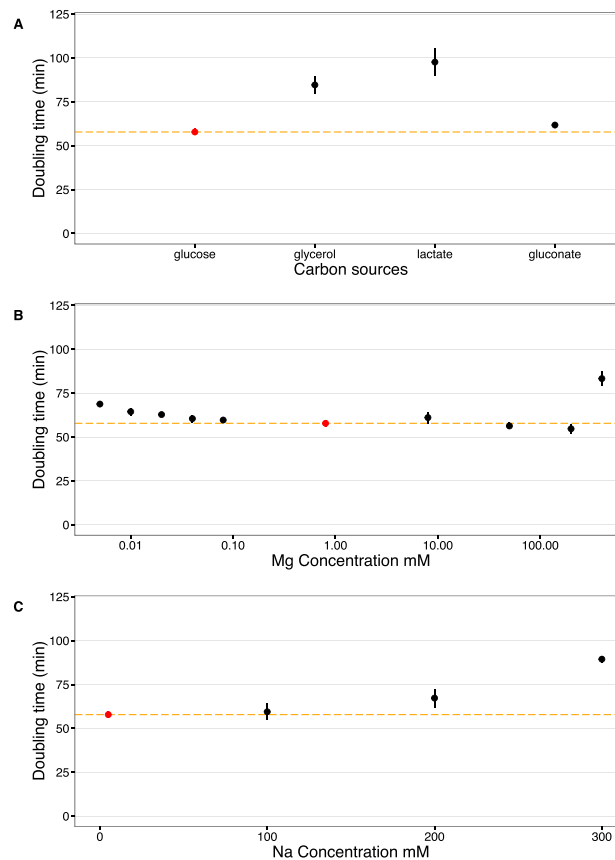 A
Doubling time (min)
125
100
75
50
25
0
glucose glycerol lactate gluconate
Carbon sources
B
Doubling time (min)
125
100
75
50
25
0
0.01 0.10 1.00 10.00 100.00
Mg Concentration mM
C
Doubling time (min)
125
100
75
50
25
0
0 100 200 300
Na Concentration mM